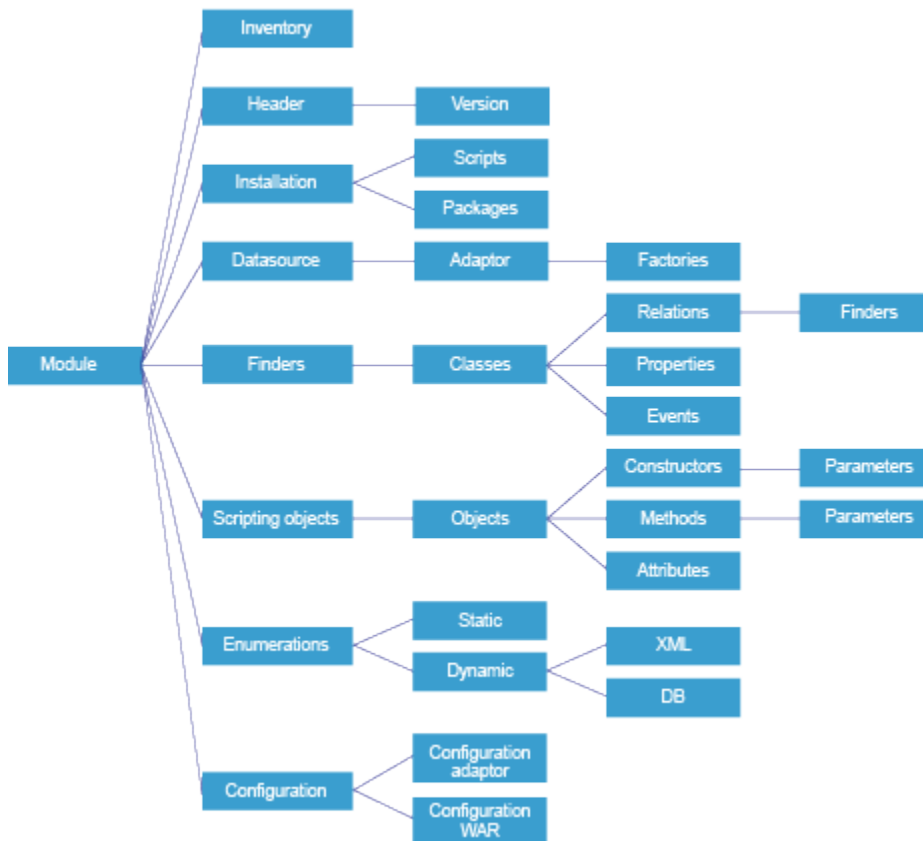 Inventory
Header
Version
Scripts
Installation
Packages
Datasource
Adaptor
Factories
Relations
Finders
Module
Finders
Classes
Properties
Events
Constructors
Parameters
Scripting objects
Objects
Methods
Parameters
Attributes
Static
Enumerations
XML
Dynamic
DB
Configuration
adaptor
Configuration
Configuration
WAR